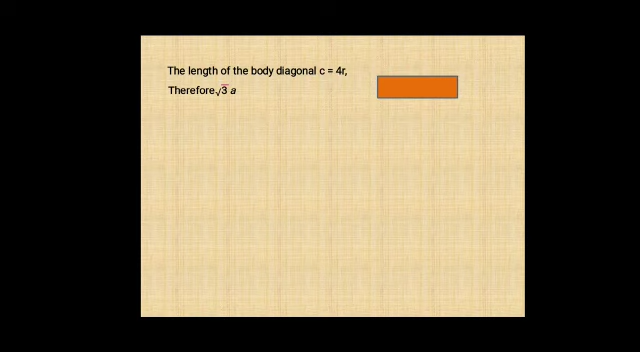 The length of the body diagonal c = 4r,
Therefore√3 a